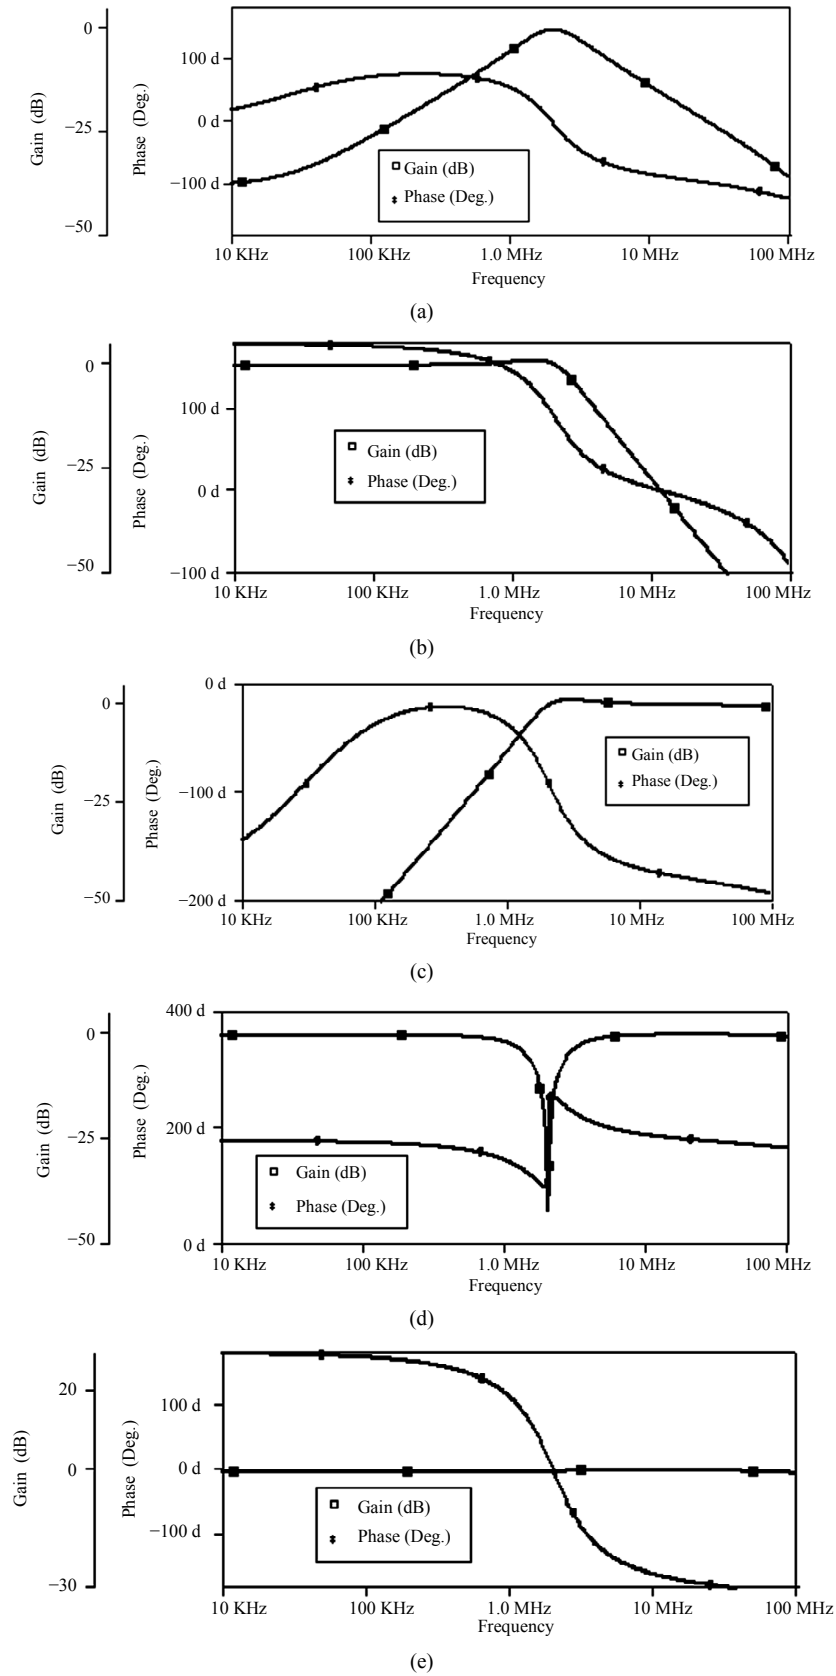 0
100 d
Gain (dB)
Phase (Deg.)
0 d
−25
Gain (dB)
Phase (Deg.)
−100 d
−50
10 KHz 100 KHz 1.0 MHz 10 MHz 100 MHz
Frequency
(a)
0
100 d
Gain (dB)
Phase (Deg.)
Gain (dB)
−25
Phase (Deg.)
0 d
−50
−100 d
10 KHz 100 KHz 1.0 MHz 10 MHz 100 MHz
Frequency
(b)
0 d
0
Gain (dB)
Phase (Deg.)
Gain (dB)
Phase (Deg.)
−100 d
−25
−50
−200 d
10 KHz 100 KHz 1.0 MHz 10 MHz 100 MHz
Frequency
(c)
400 d
0
Gain (dB)
Phase (Deg.)
200 d
−25
Gain (dB)
Phase (Deg.)
−50
0 d
10 KHz 100 KHz 1.0 MHz 10 MHz 100 MHz
Frequency
(d)
20
100 d
Gain (dB)
Phase (Deg.)
0
0 d
Gain (dB)
Phase (Deg.)
−100 d
−30
10 KHz 100 KHz 1.0 MHz 10 MHz 100 MHz
Frequency
(e)